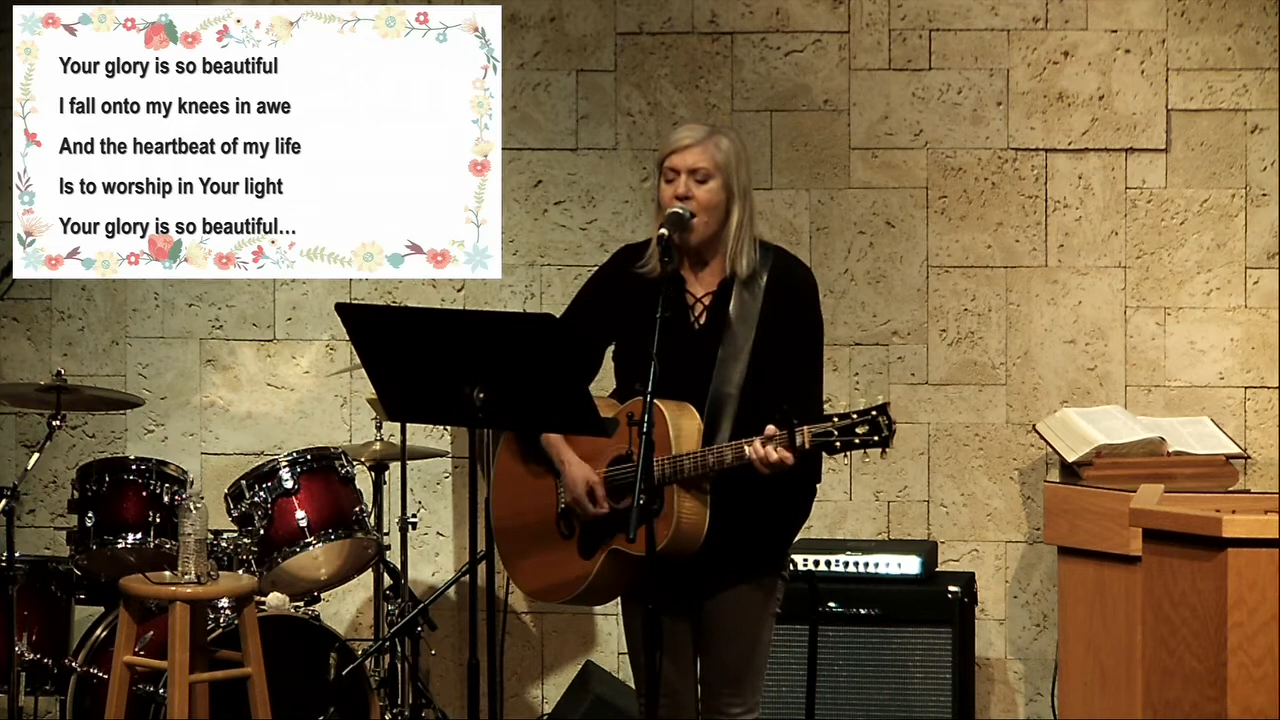 Your glory is so beautiful
I fall onto my knees in awe
And the heartbeat of my life
Is to worship in Your light
Your glory is so beautiful…